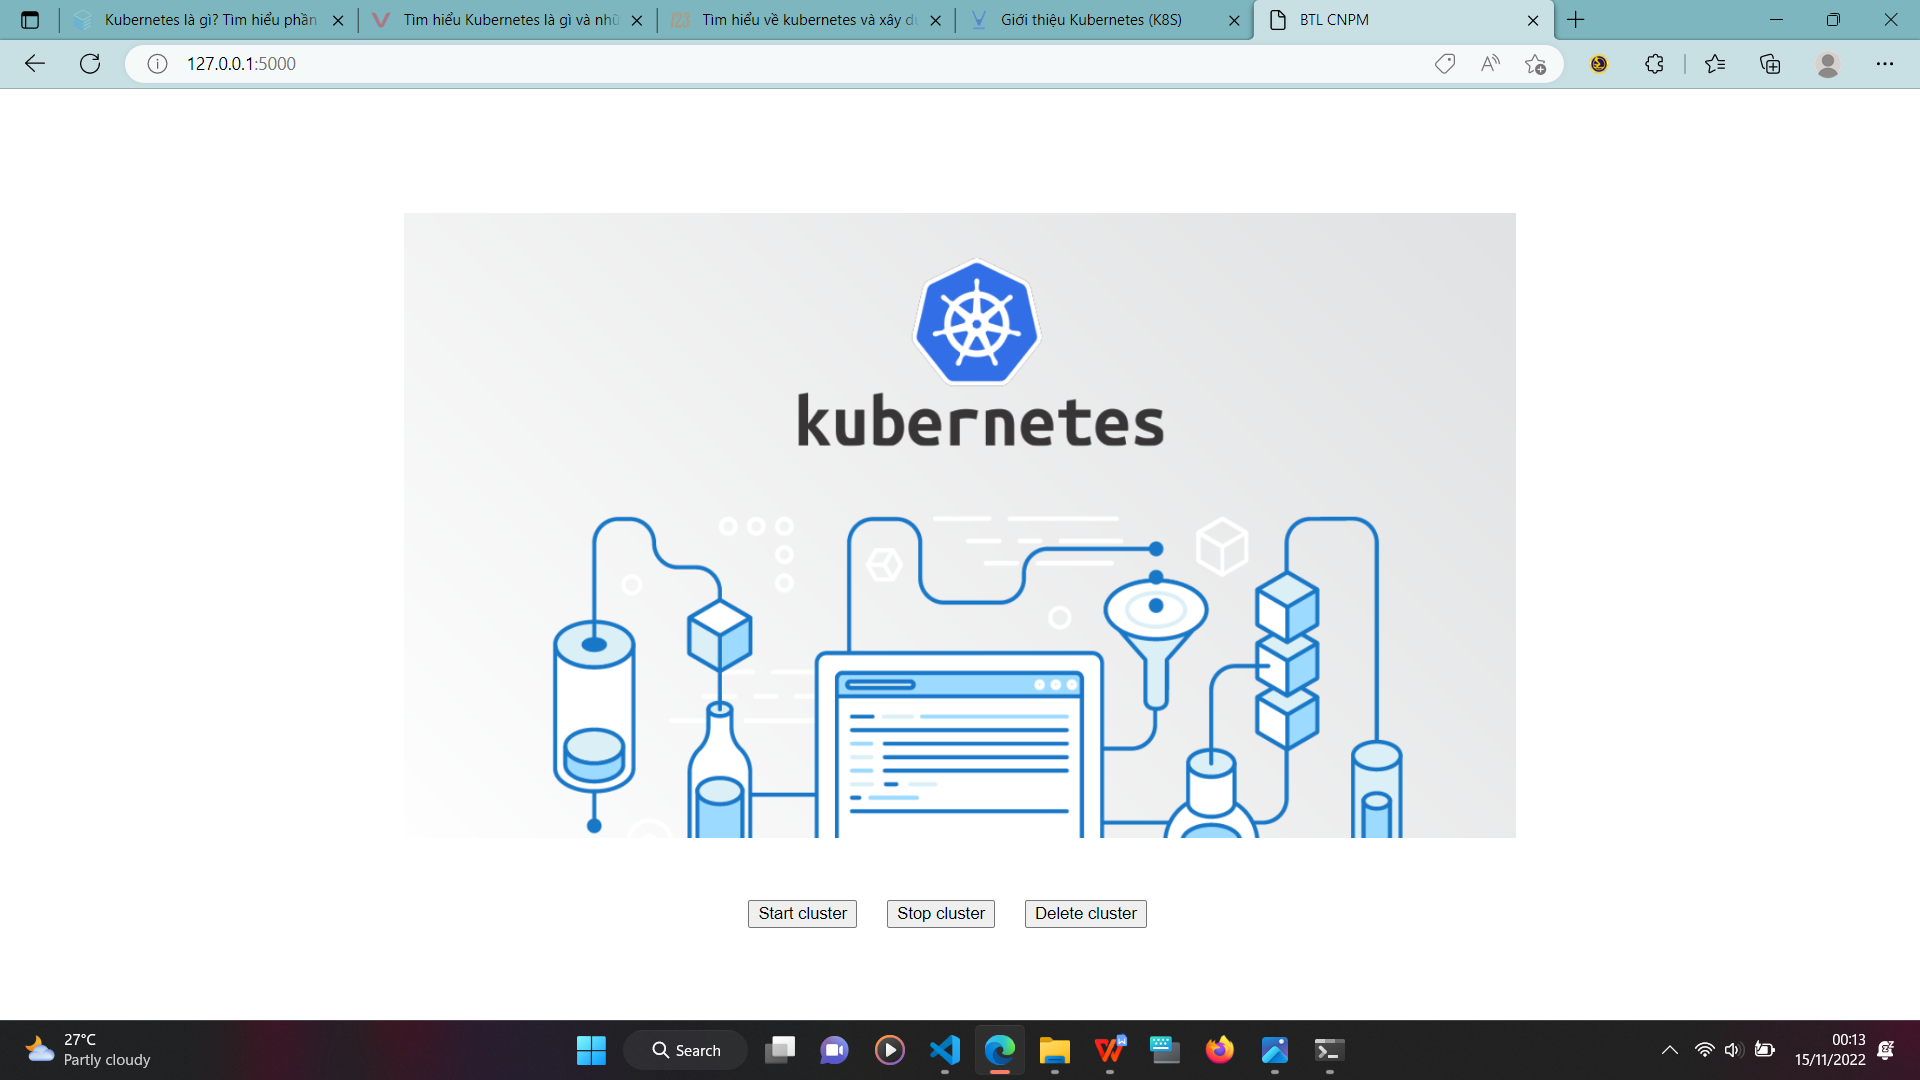 Kubernetes là gì? Tìm hiểu phần
Tìm hiểu Kubernetes là gì và nhữ
123
Tìm hiểu về kubernetes và xây dự
Giới thiệu Kubernetes (K8S)
BTL CNPM
127.0.0.1:5000
kubernetes
Start cluster
Stop cluster
Delete cluster
27°C
Partly cloudy
Search
00:13
15/11/2022